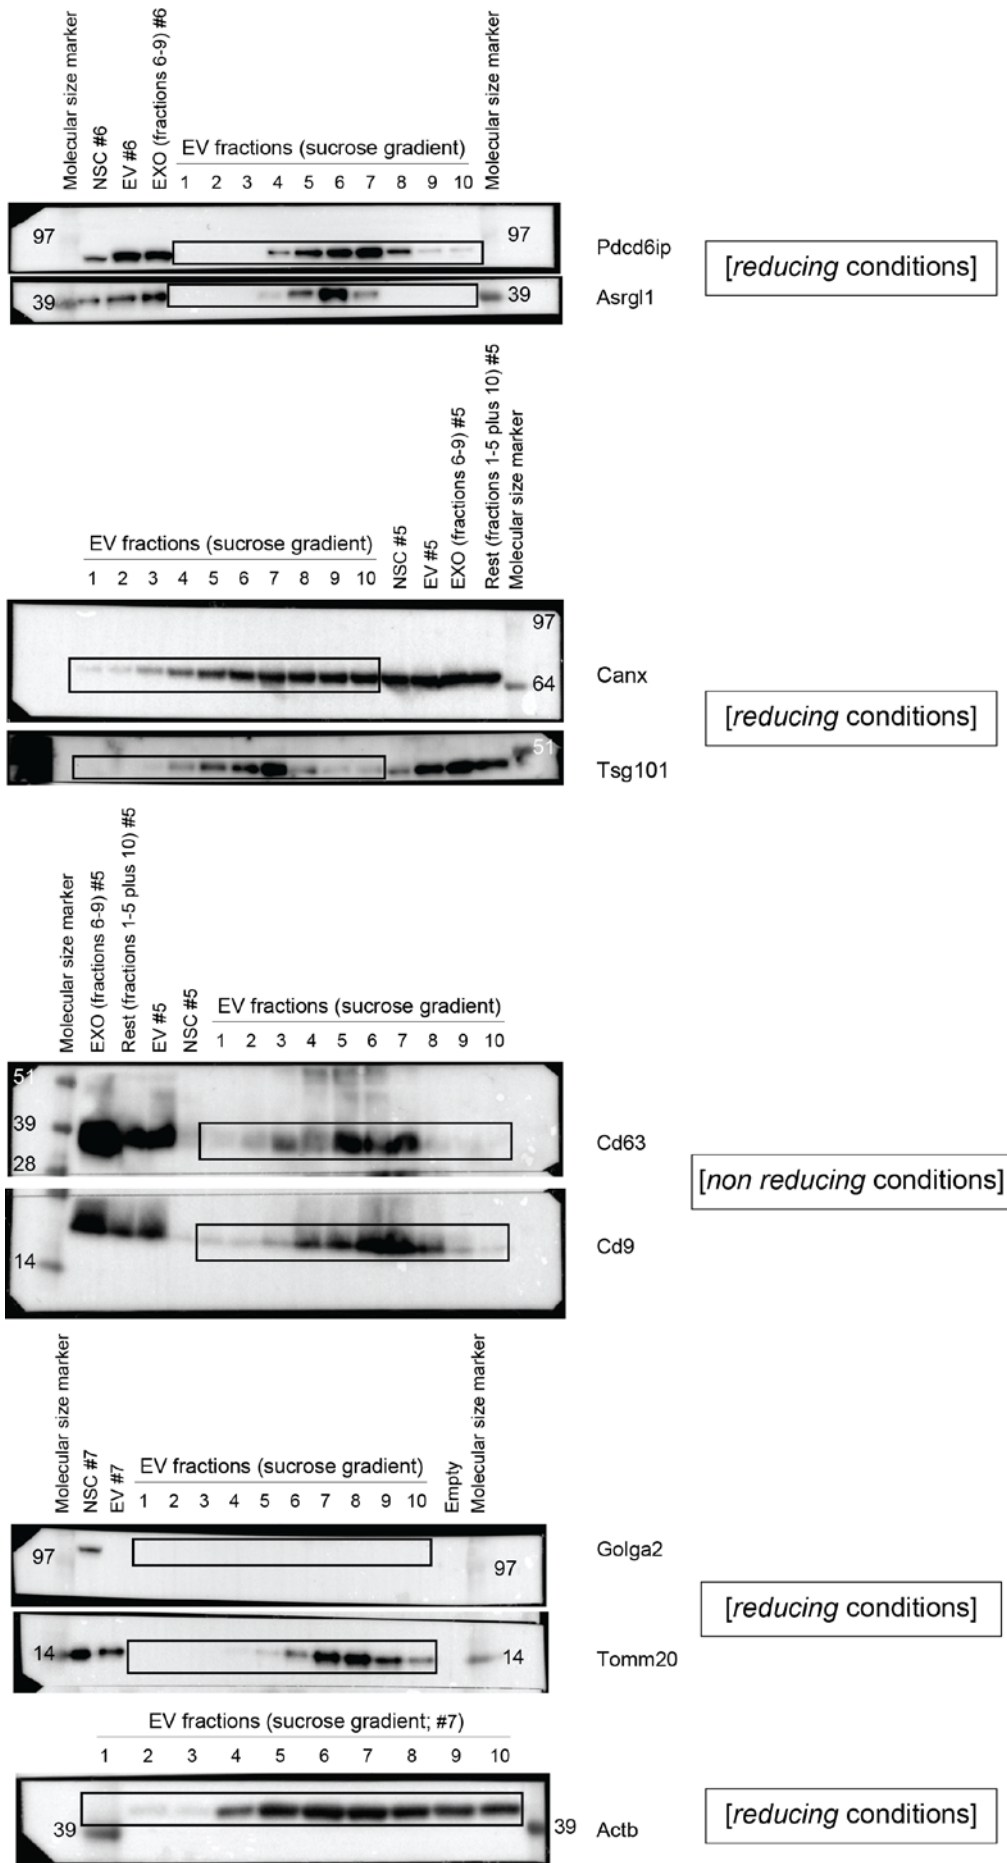 Molecular size marker
NSC #6
EV #6
EXO (fractions 6-9) #6
EV fractions (sucrose gradient)
1 2 3 4 5 6 7 8 9 10
Molecular size marker
97
97
Pdcd6ip
39
39
Asrgl1
[reducing conditions]
EV fractions (sucrose gradient)
1 2 3 4 5 6 7 8 9 10
NSC #5
EV #5
EXO (fractions 6-9) #5
Rest (fractions 1-5 plus 10) #5
Molecular size marker
97
64
Canx
51
Tsg101
[reducing conditions]
Molecular size marker
EXO (fractions 6-9) #5
Rest (fractions 1-5 plus 10) #5
EV #5
NSC #5
EV fractions (sucrose gradient)
1 2 3 4 5 6 7 8 9 10
51
39
28
Cd63
14
Cd9
[non reducing conditions]
Molecular size marker
NSC #7
EV #7
EV fractions (sucrose gradient)
1 2 3 4 5 6 7 8 9 10
Empty
Molecular size marker
97
97
Golga2
14
14
Tomm20
[reducing conditions]
EV fractions (sucrose gradient; #7)
1 2 3 4 5 6 7 8 9 10
39
39
Actb
[reducing conditions]